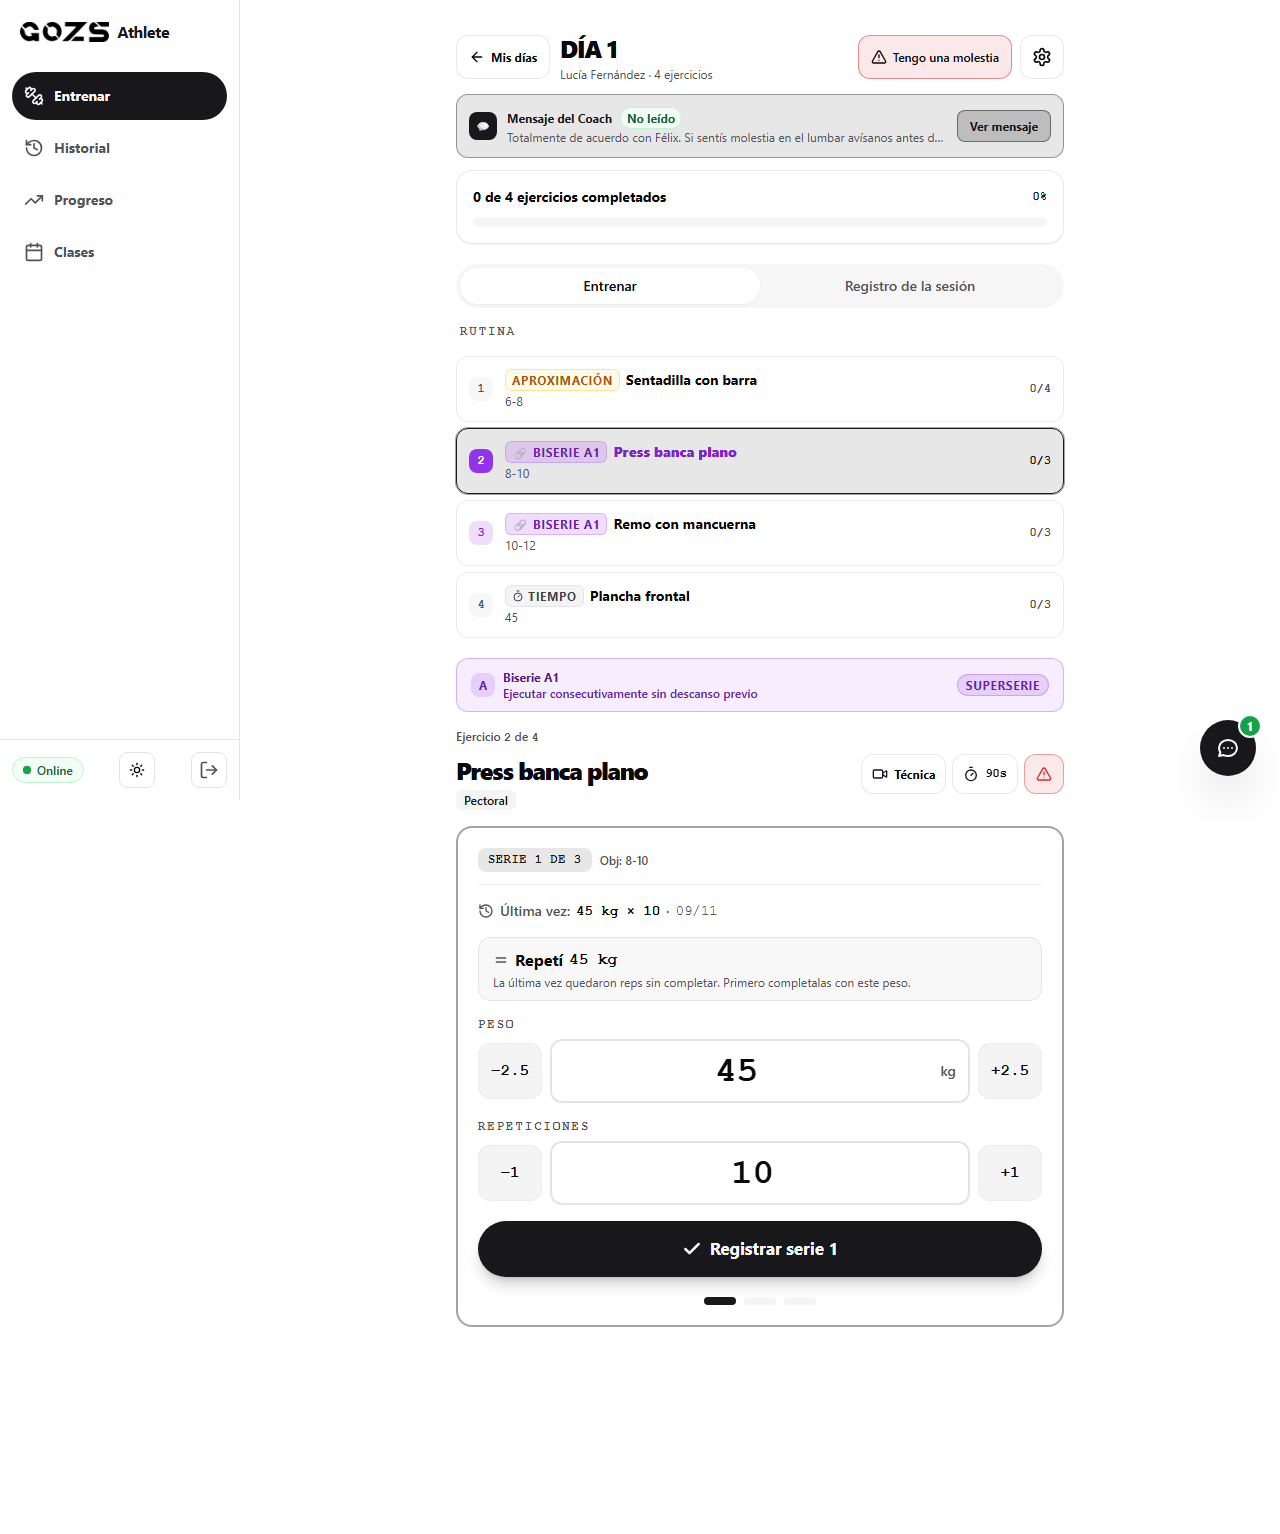 GOZS Athlete
Entrenar
Historial
Progreso
Clases
Online
Mis días
DÍA 1
Lucía Fernández · 4 ejercicios
Tengo una molestia
Mensaje del Coach No leído
Totalmente de acuerdo con Félix. Si sentís molestia en el lumbar avísanos antes d...
Ver mensaje
0 de 4 ejercicios completados 0%
Entrenar Registro de la sesión
RUTINA
1 APROXIMACIÓN Sentadilla con barra 0/4
6-8
2 BISERIE A1 Press banca plano 0/3
8-10
3 BISERIE A1 Remo con mancuerna 0/3
10-12
4 TIEMPO Plancha frontal 0/3
45
A Biserie A1 SUPERSERIE
Ejecutar consecutivamente sin descanso previo
Ejercicio 2 de 4
Press banca plano Técnica 90s
Pectoral
SERIE 1 DE 3 Obj: 8-10
Última vez: 45 kg × 10 · 09/11
= Repetí 45 kg
La última vez quedaron reps sin completar. Primero completalas con este peso.
PESO
−2.5 45 kg +2.5
REPETICIONES
−1 10 +1
Registrar serie 1
1